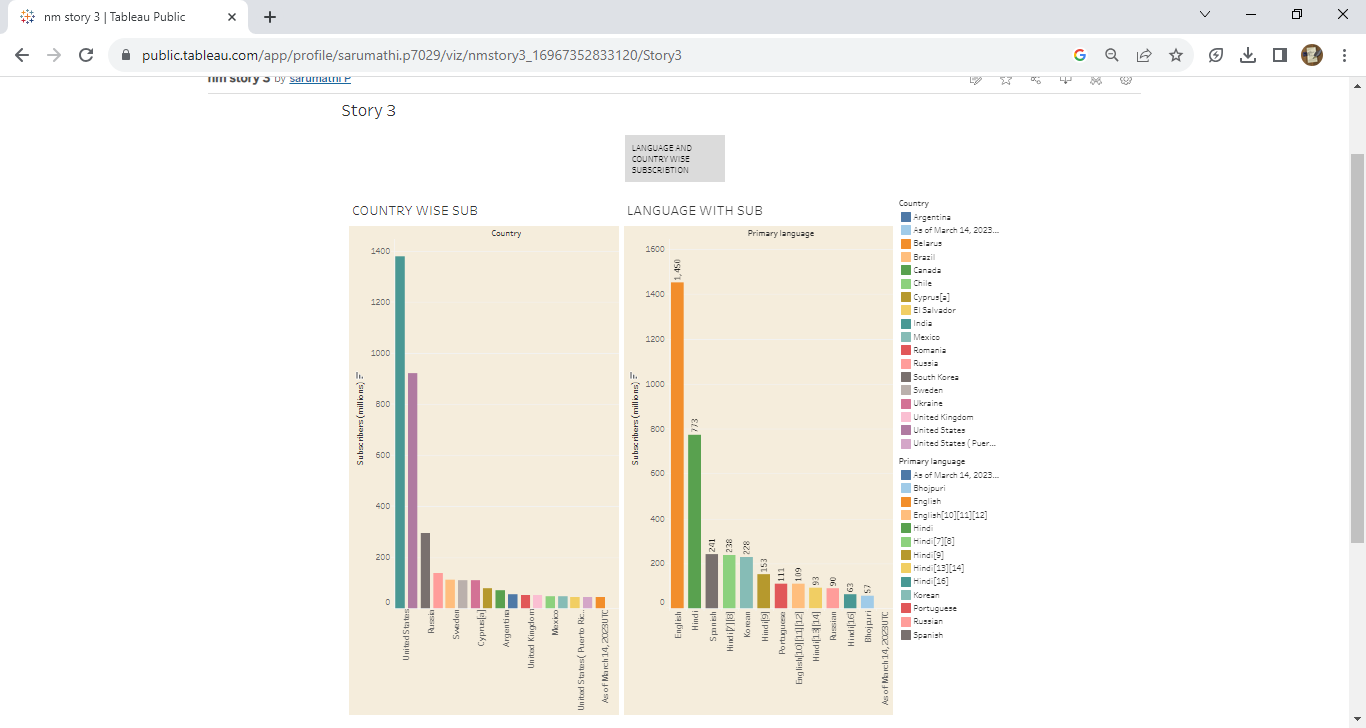 nm story 3 | Tableau Public
public.tableau.com/app/profile/sarumathi.p7029/viz/nmstory3_16967352833120/Story3
nm story 3 by sarumathi P
Story 3
LANGUAGE AND
COUNTRY WISE
SUBSCRIBTION
COUNTRY WISE SUB
Country
Subscribers (millions)
1400
1200
1000
800
600
400
200
0
United States
Russia
Sweden
Cyprus[a]
Argentina
United Kingdom
Mexico
United States ( Puerto Ric..
As of March 14, 2023UTC
LANGUAGE WITH SUB
Primary language
Subscribers (millions)
1600
1400
1200
1000
800
600
400
200
0
1,450
773
241
238
228
153
111
109
93
90
63
57
English
Hindi
Spanish
Hindi[7][8]
Korean
Hindi[9]
Portuguese
English[10][11][12]
Hindi[13][14]
Russian
Hindi[16]
Bhojpuri
As of March 14, 2023UTC
Country
Argentina
As of March 14, 2023...
Belarus
Brazil
Canada
Chile
Cyprus[a]
El Salvador
India
Mexico
Romania
Russia
South Korea
Sweden
Ukraine
United Kingdom
United States
United States ( Puer...
Primary language
As of March 14, 2023...
Bhojpuri
English
English[10][11][12]
Hindi
Hindi[7][8]
Hindi[9]
Hindi[13][14]
Hindi[16]
Korean
Portuguese
Russian
Spanish